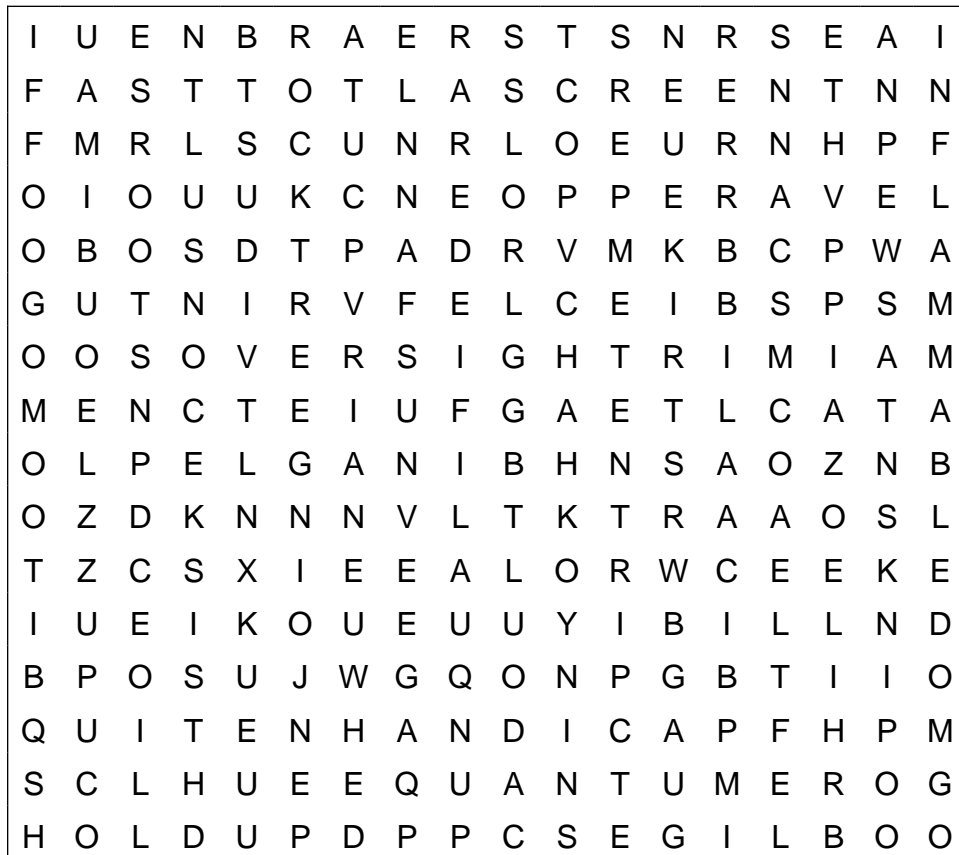 I U E N B R A E R S T S N R S E A I
F A S T T O T L A S C R E E N T N N
F M R L S C U N R L O E U R N H P F
O I O U U K C N E O P P E R A V E L
O B O S D T P A D R V M K B C P W A
G U T N I R V F E L C E I B S P S M
O O S O V E R S I G H T R I M I A M
M E N C T E I U F G A E T L C A T A
O L P E L G A N I B H N S A O Z N B
O Z D K N N N V L T K T R A A O S L
T Z C S X I E E A L O R W C E E K E
I U E I K O U E U U Y I B I L L N D
B P O S U J W G Q O N P G B T I I O
Q U I T E N H A N D I C A P F H P M
S C L H U E E Q U A N T U M E R O G
H O L D U P D P P C S E G I L B O O